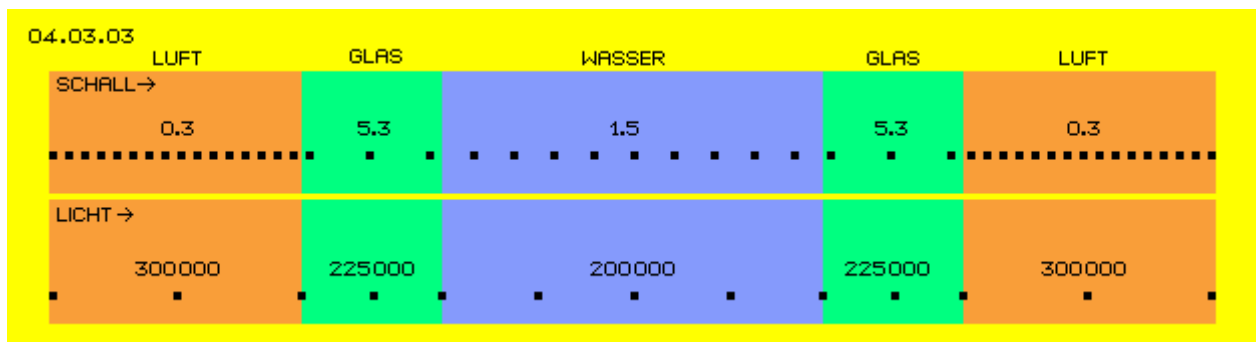 04.03.03
LUFT GLAS WASSER GLAS LUFT
SCHALL→
0.3 5.3 1.5 5.3 0.3
LICHT→
300000 225000 200000 225000 300000